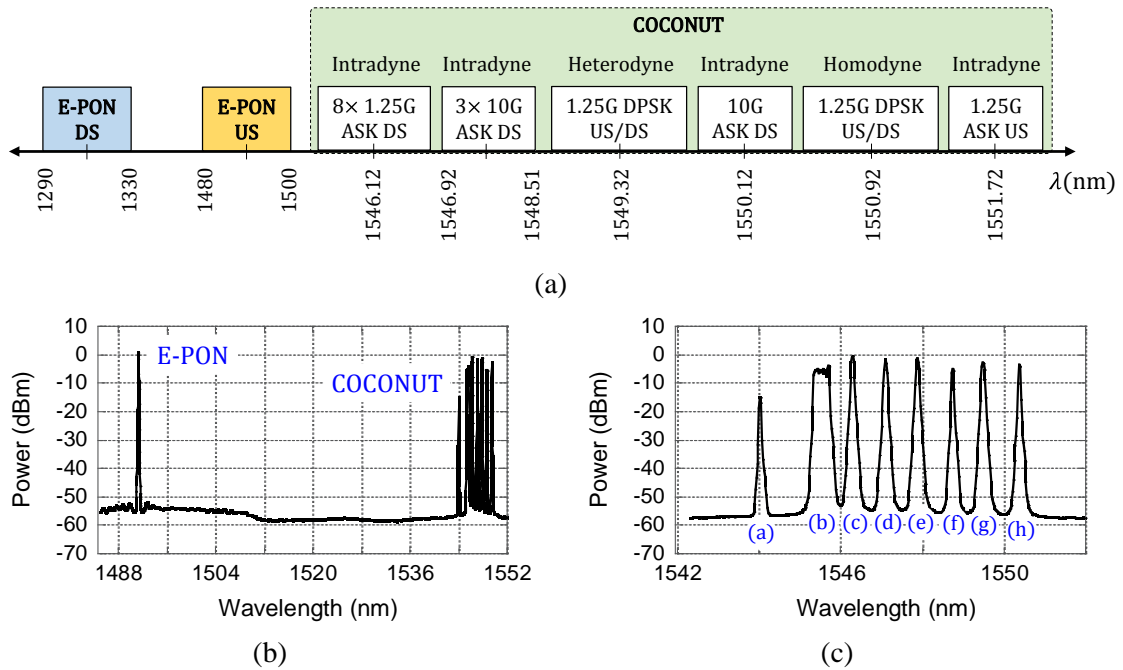 COCONUT
Intradyne Intradyne Heterodyne Intradyne Homodyne Intradyne
E-PON DS
E-PON US
8× 1.25G ASK DS
3× 10G ASK DS
1.25G DPSK US/DS
10G ASK DS
1.25G DPSK US/DS
1.25G ASK US
1290 1330 1480 1500 1546.12 1546.92 1548.51 1549.32 1550.12 1550.92 1551.72 λ(nm)
(a)
10
0
-10
-20
-30
-40
-50
-60
-70
Power (dBm)
E-PON
COCONUT
1488 1504 1520 1536 1552
Wavelength (nm)
(b)
10
0
-10
-20
-30
-40
-50
-60
-70
Power (dBm)
(a) (b) (c) (d) (e) (f) (g) (h)
1542 1546 1550
Wavelength (nm)
(c)